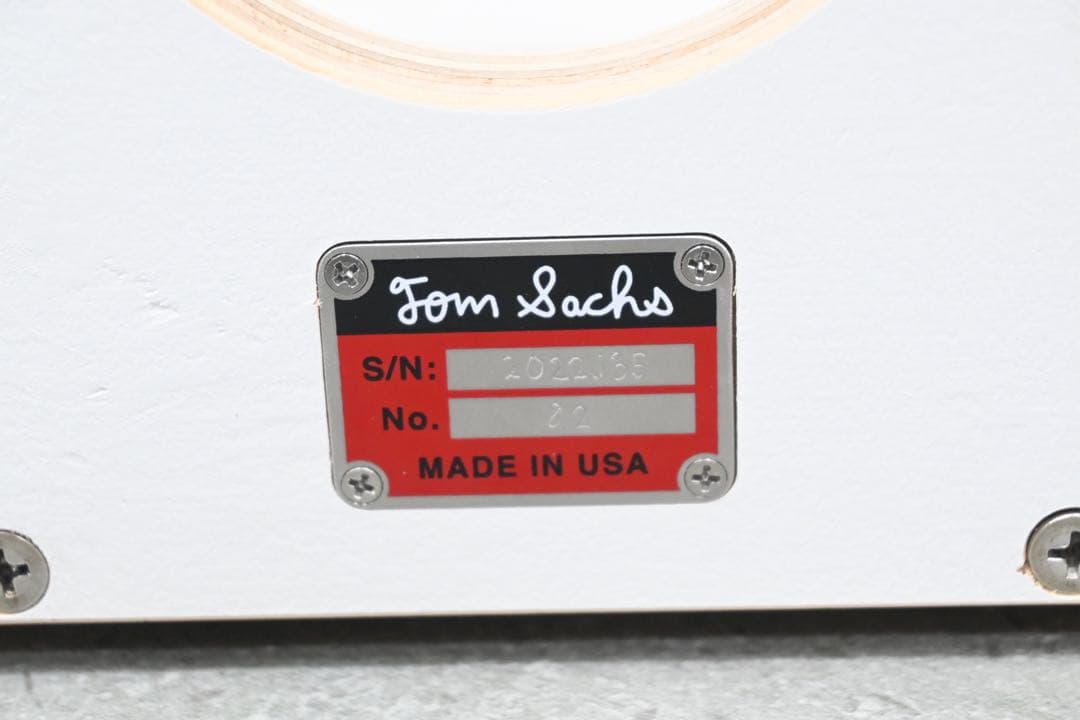 Tom Sachs
S/N:
No.
MADE IN USA